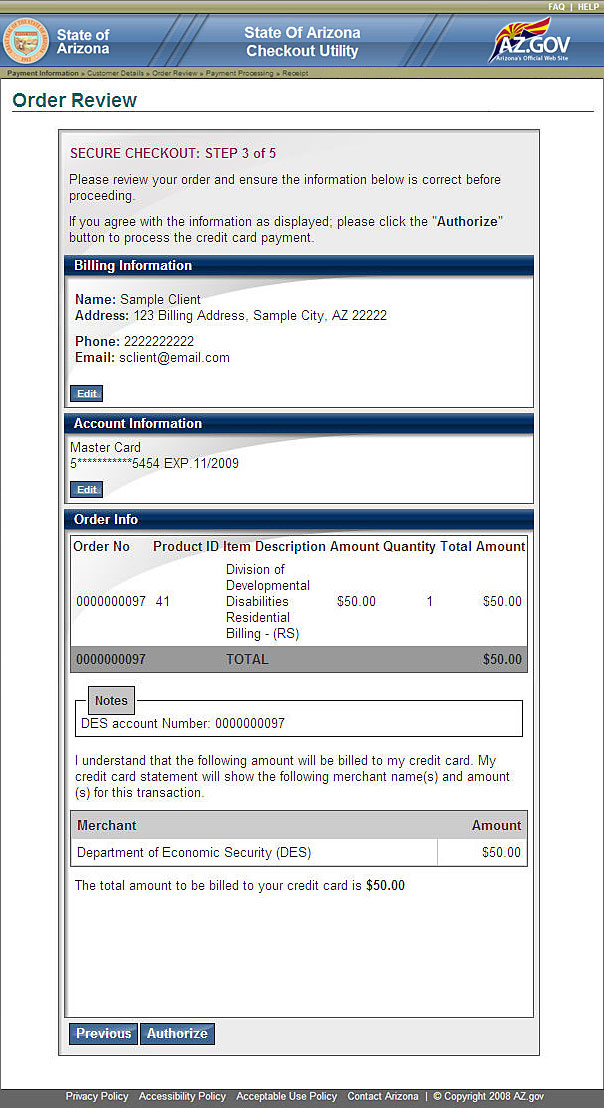 FAQ | HELP
State of
Arizona
State Of Arizona
Checkout Utility
AZ.GOV
Arizona's Official Web Site
Payment Information » Customer Details » Order Review » Payment Processing » Receipt
Order Review
SECURE CHECKOUT: STEP 3 of 5
Please review your order and ensure the information below is correct before
proceeding.
If you agree with the information as displayed; please click the "Authorize"
button to process the credit card payment.
Billing Information
Name: Sample Client
Address: 123 Billing Address, Sample City, AZ 22222
Phone: 2222222222
Email: sclient@email.com
Edit
Account Information
Master Card
5***********5454 EXP.11/2009
Edit
Order Info
Order No Product ID Item Description Amount Quantity Total Amount
Division of
Developmental
0000000097 41 Disabilities $50.00 1 $50.00
Residential
Billing - (RS)
0000000097 TOTAL $50.00
Notes
DES account Number: 0000000097
I understand that the following amount will be billed to my credit card. My
credit card statement will show the following merchant name(s) and amount
(s) for this transaction.
Merchant Amount
Department of Economic Security (DES) $50.00
The total amount to be billed to your credit card is $50.00
Previous Authorize
Privacy Policy Accessibility Policy Acceptable Use Policy Contact Arizona | © Copyright 2008 AZ.gov